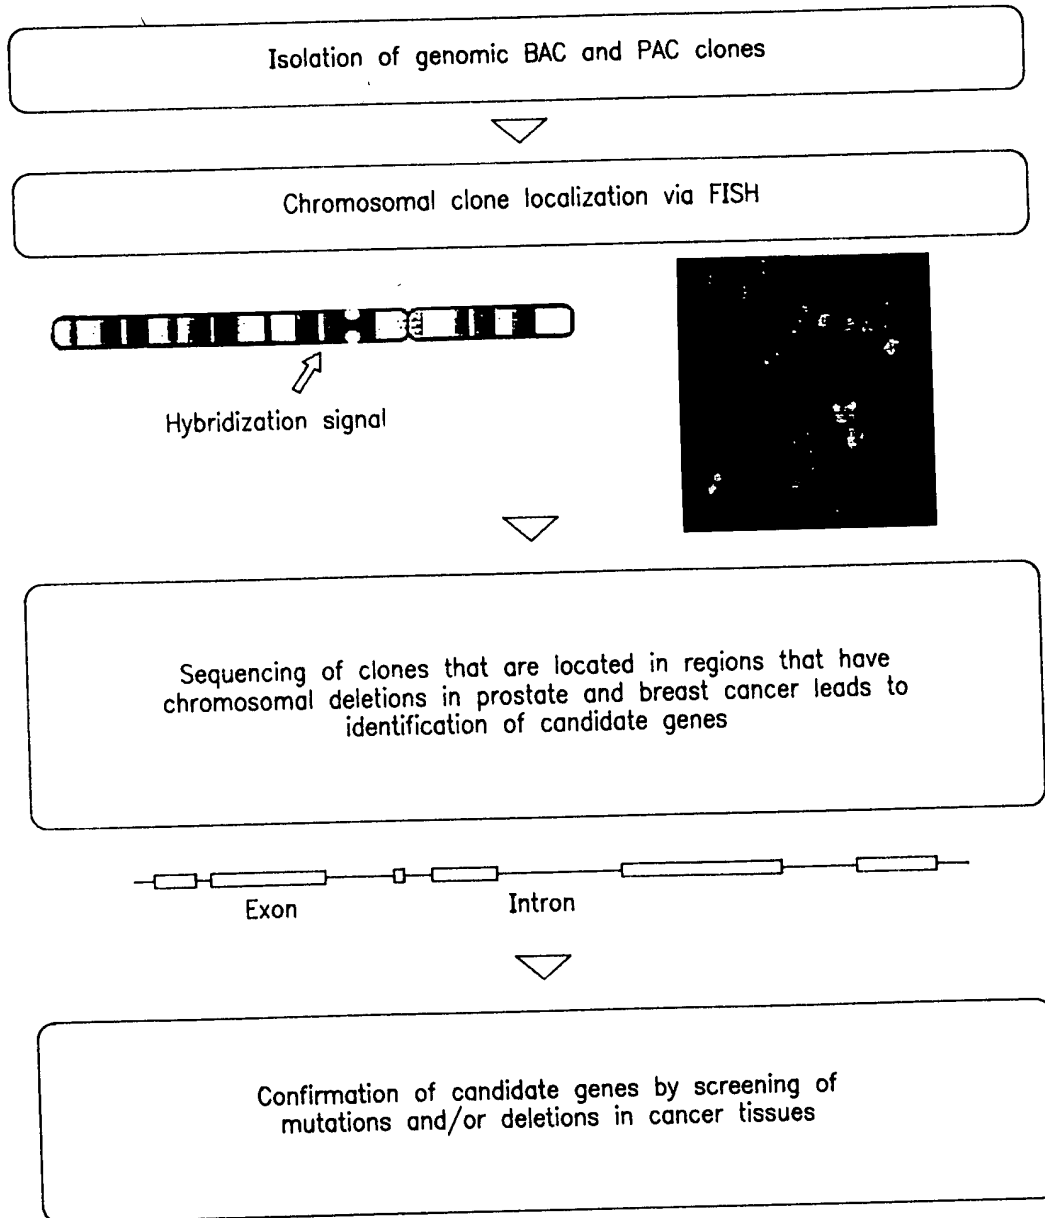 Isolation of genomic BAC and PAC clones
Chromosomal clone localization via FISH
Hybridization signal
Sequencing of clones that are located in regions that have
chromosomal deletions in prostate and breast cancer leads to
identification of candidate genes
Exon
Intron
Confirmation of candidate genes by screening of
mutations and/or deletions in cancer tissues